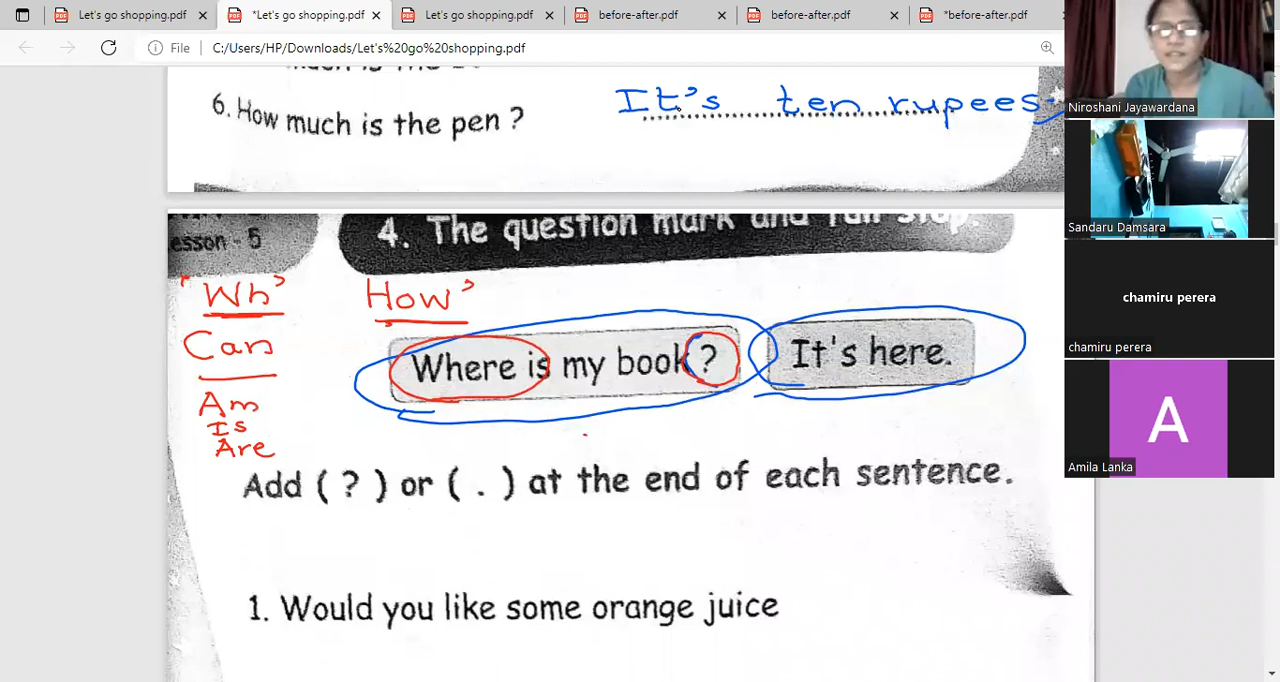 Let's go shopping.pdf
*Let's go shopping.pdf
Let's go shopping.pdf
before-after.pdf
before-after.pdf
*before-after.pdf
File
C:/Users/HP/Downloads/Let's%20go%20shopping.pdf
6. How much is the pen ?
It's ten rupees
esson - 5
4. The question mark and full stop.
"Wh"
How"
Can
Am
Is
Are
Where is my book ?
It's here.
Add ( ? ) or ( . ) at the end of each sentence.
1. Would you like some orange juice
Niroshani Jayawardana
Sandaru Damsara
chamiru perera
chamiru perera
A
Amila Lanka